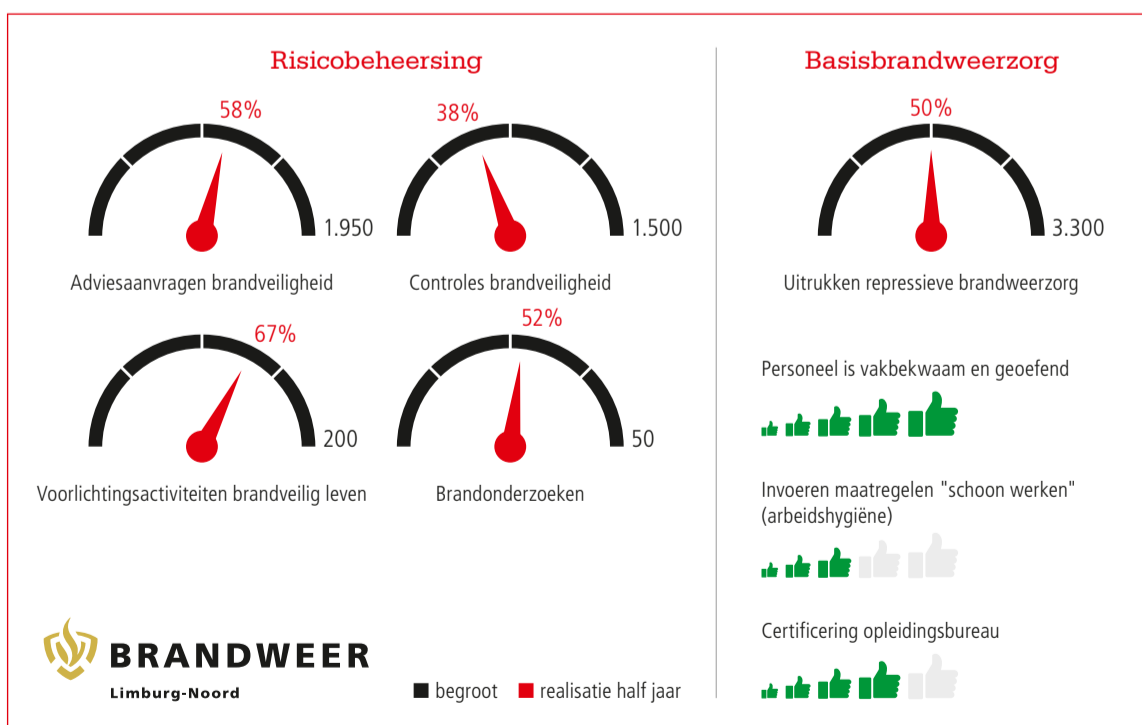 Risicobeheersing
58%
1.950
Adviesaanvragen brandveiligheid
38%
1.500
Controles brandveiligheid
67%
200
Voorlichtingsactiviteiten brandveilig leven
52%
50
Brandonderzoeken
BRANDWEER
Limburg-Noord
begroot
realisatie half jaar
Basisbrandweerzorg
50%
3.300
Uitrukken repressieve brandweerzorg
Personeel is vakbekwaam en geoefend
Invoeren maatregelen "schoon werken"
(arbeidshygiëne)
Certificering opleidingsbureau